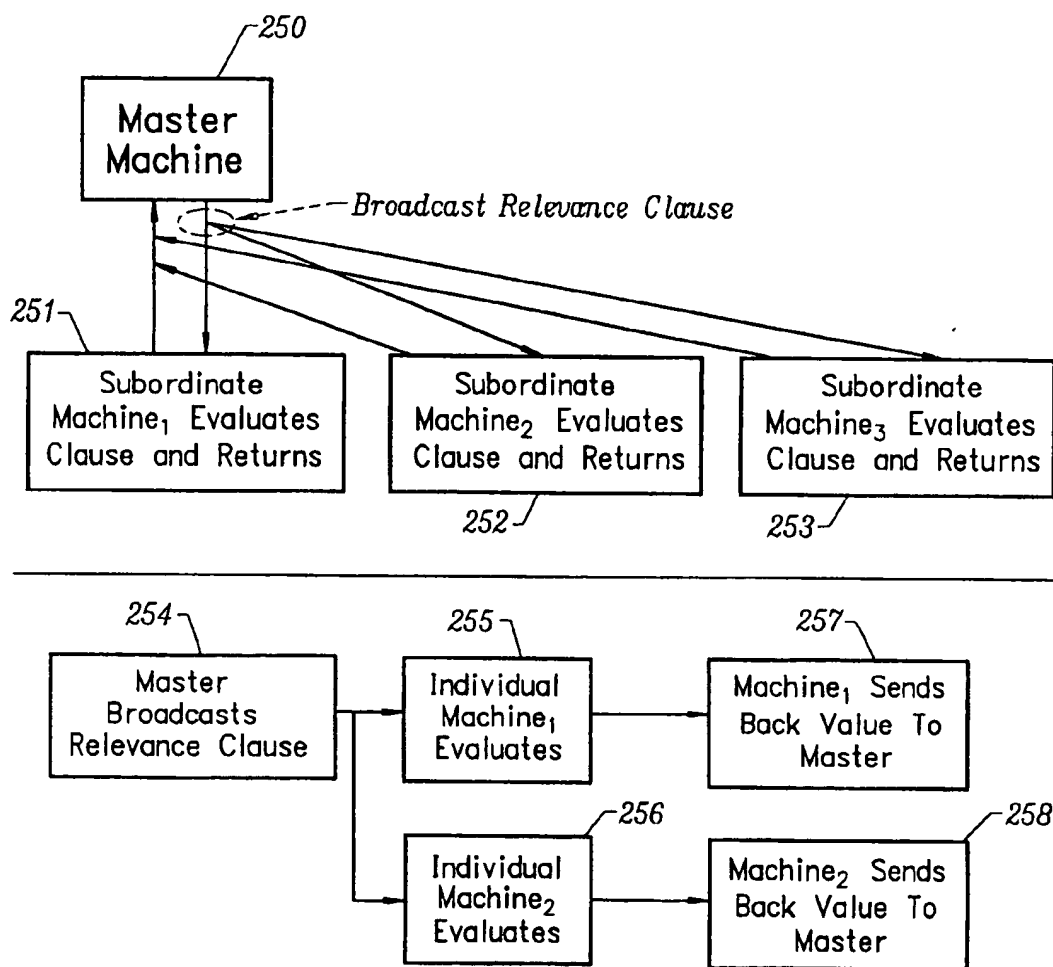 250
Master
Machine
Broadcast Relevance Clause
251
Subordinate
Machine₁ Evaluates
Clause and Returns
Subordinate
Machine₂ Evaluates
Clause and Returns
252
Subordinate
Machine₃ Evaluates
Clause and Returns
253
254
Master
Broadcasts
Relevance Clause
255
Individual
Machine₁
Evaluates
257
Machine₁ Sends
Back Value To
Master
256
Individual
Machine₂
Evaluates
258
Machine₂ Sends
Back Value To
Master